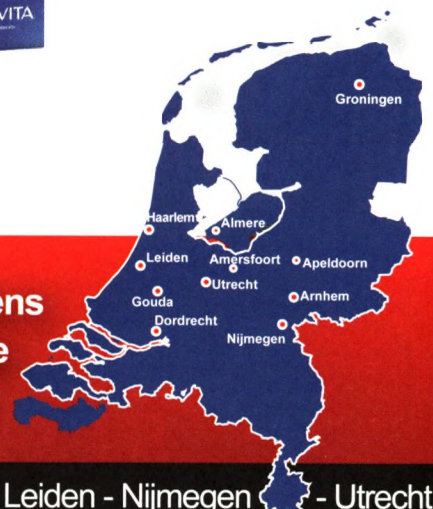 VITA
Groningen
Haarlem
Almere
Leiden
Amersfoort
Apeldoorn
Utrecht
Gouda
Arnhem
Dordrecht
Nijmegen
ens
e
Leiden - Nijmegen - Utrecht